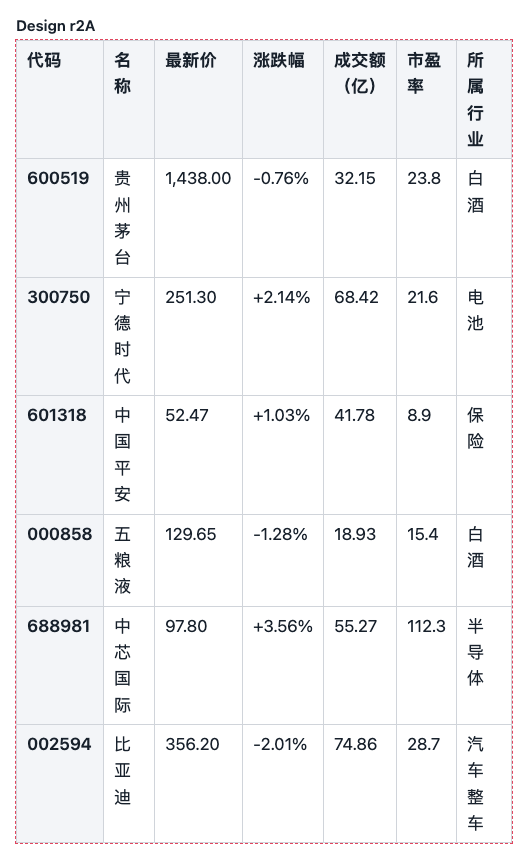 Design r2A
代码 名称 最新价 涨跌幅 成交额（亿） 市盈率 所属行业
600519 贵州茅台 1,438.00 -0.76% 32.15 23.8 白酒
300750 宁德时代 251.30 +2.14% 68.42 21.6 电池
601318 中国平安 52.47 +1.03% 41.78 8.9 保险
000858 五粮液 129.65 -1.28% 18.93 15.4 白酒
688981 中芯国际 97.80 +3.56% 55.27 112.3 半导体
002594 比亚迪 356.20 -2.01% 74.86 28.7 汽车整车